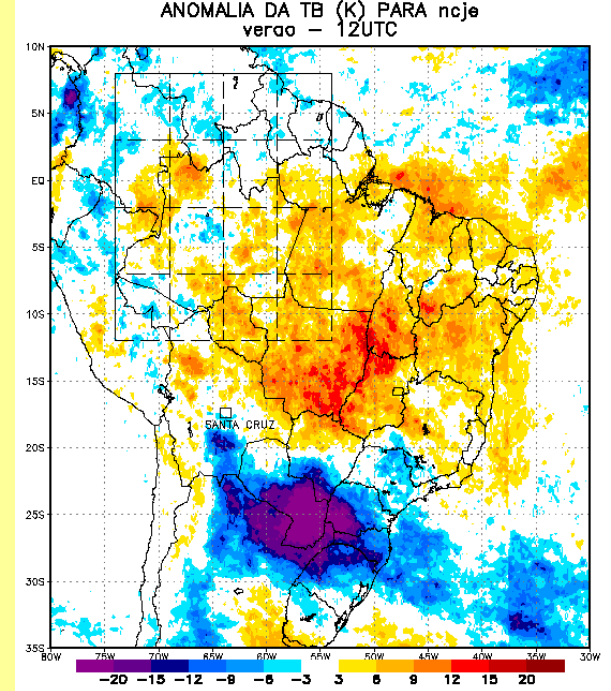 ANOMALIA DA TB (K) PARA ncje
verao – 12UTC
10N
5N
EQ
5S
10S
15S
SANTA CRUZ
20S
25S
30S
35S
80W 75W 70W 65W 60W 55W 50W 45W 40W 35W 30W
−20 −15 −12 −9 −6 −3 3 6 9 12 15 20